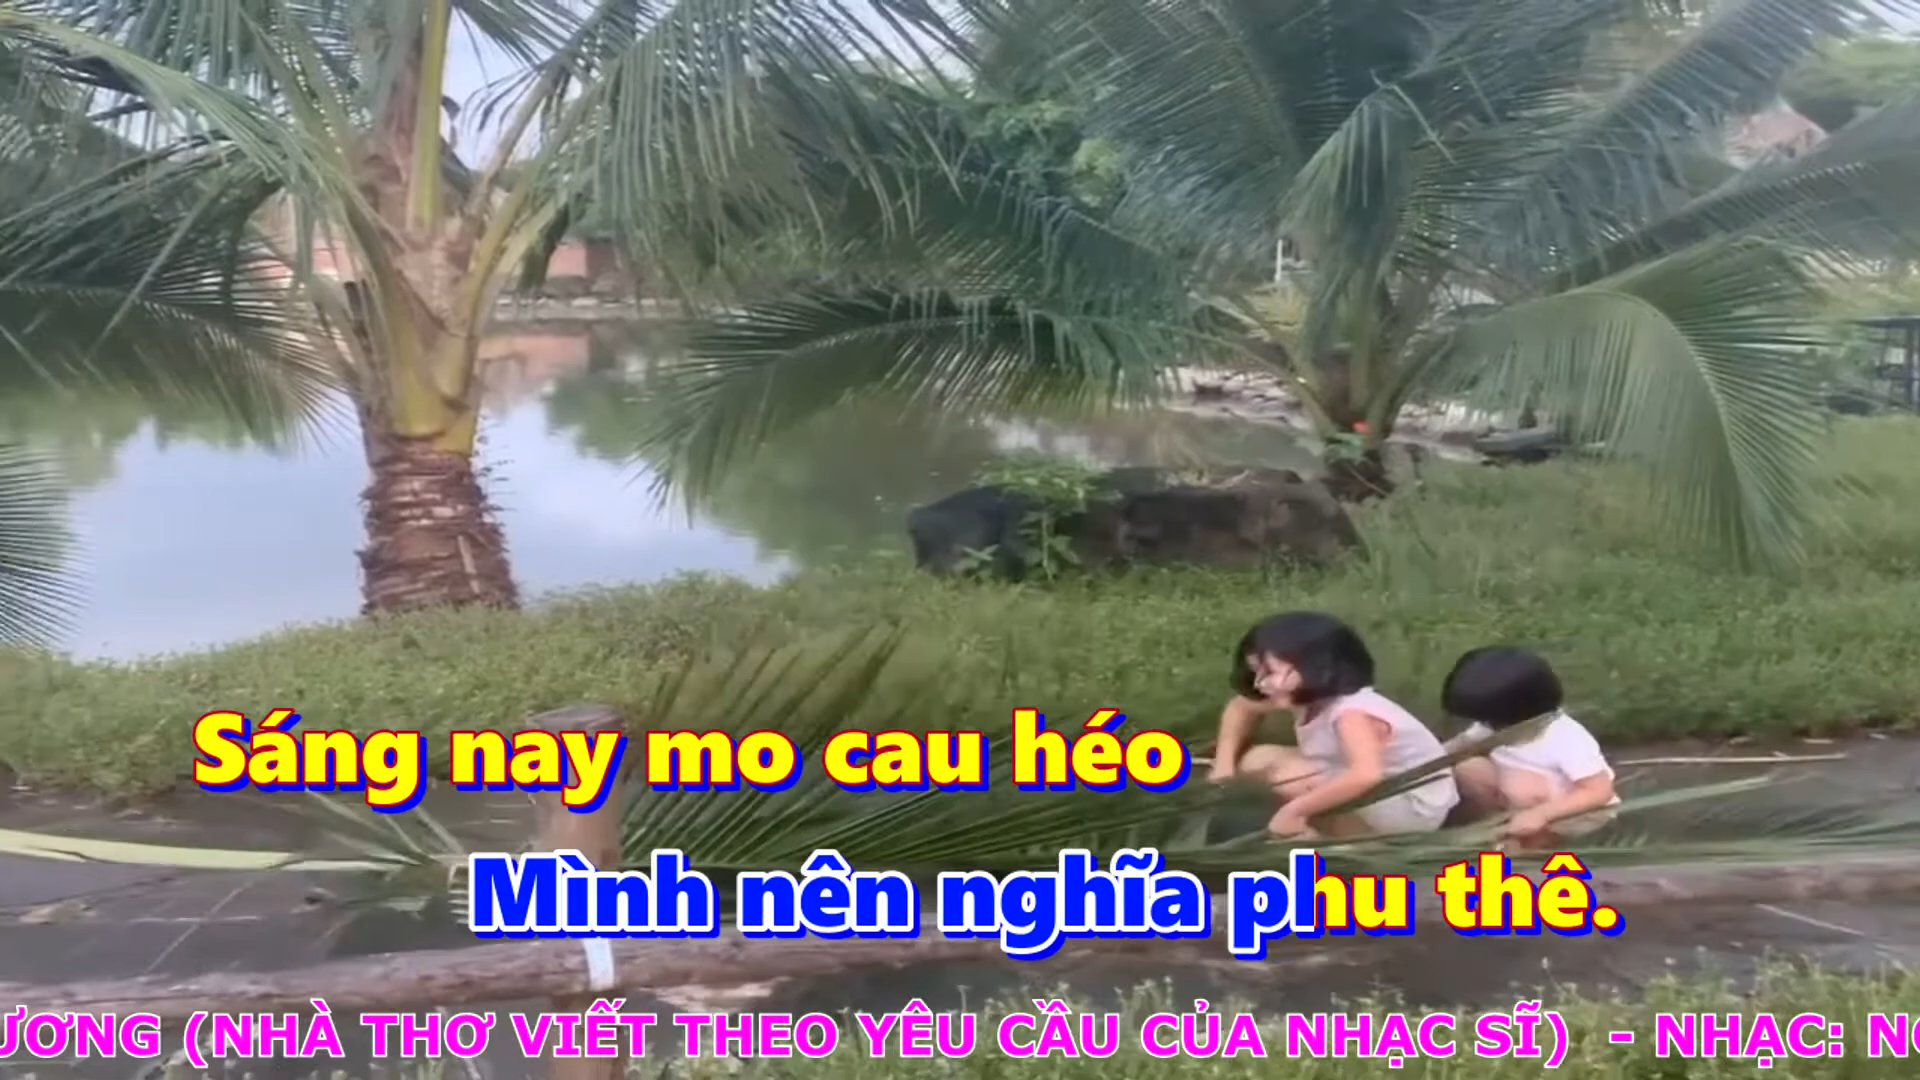 Sáng nay mo cau héo
Mình nên nghĩa phu thê.
ƯƠNG (NHÀ THƠ VIẾT THEO YÊU CẦU CỦA NHẠC SĨ) - NHẠC: NG